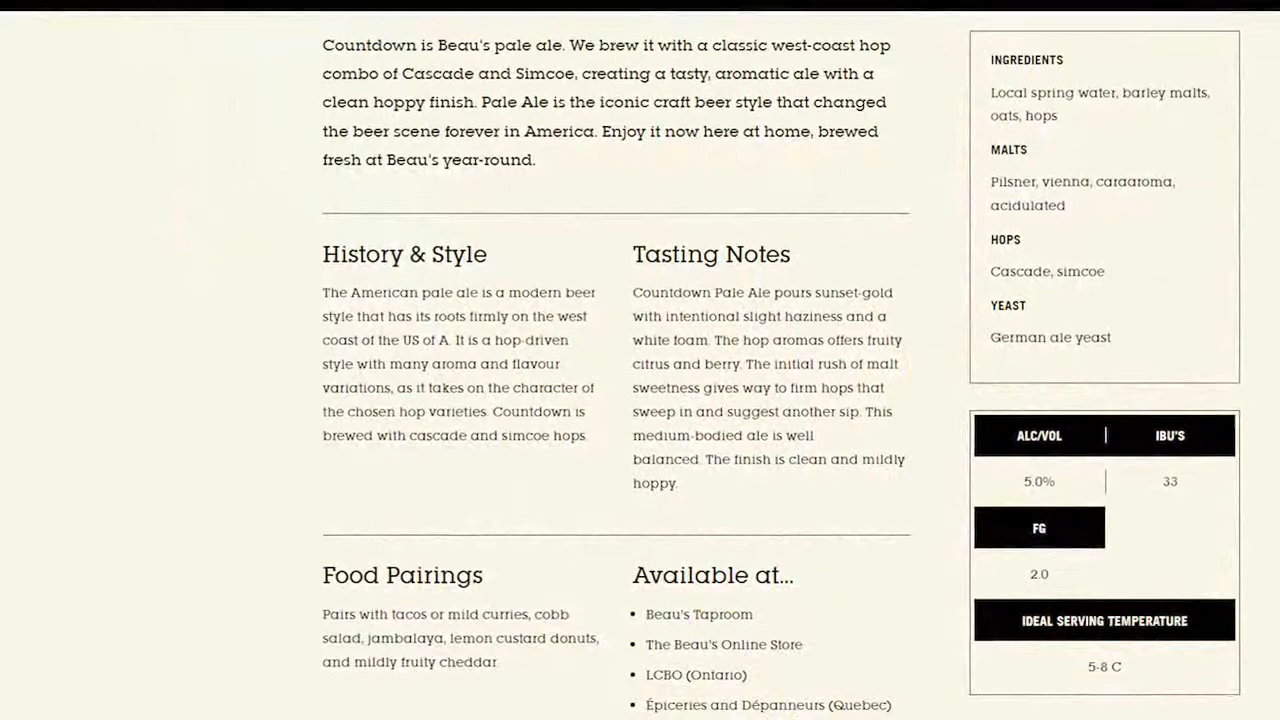 Countdown is Beau's pale ale. We brew it with a classic west-coast hop
combo of Cascade and Simcoe, creating a tasty, aromatic ale with a
clean hoppy finish. Pale Ale is the iconic craft beer style that changed
the beer scene forever in America. Enjoy it now here at home, brewed
fresh at Beau's year-round.
History & Style
The American pale ale is a modern beer
style that has its roots firmly on the west
coast of the US of A. It is a hop-driven
style with many aroma and flavour
variations, as it takes on the character of
the chosen hop varieties. Countdown is
brewed with cascade and simcoe hops.
Tasting Notes
Countdown Pale Ale pours sunset-gold
with intentional slight haziness and a
white foam. The hop aromas offers fruity
citrus and berry. The initial rush of malt
sweetness gives way to firm hops that
sweep in and suggest another sip. This
medium-bodied ale is well
balanced. The finish is clean and mildly
hoppy.
Food Pairings
Pairs with tacos or mild curries, cobb
salad, jambalaya, lemon custard donuts,
and mildly fruity cheddar.
Available at...
• Beau's Taproom
• The Beau's Online Store
• LCBO (Ontario)
• Épiceries and Dépanneurs (Quebec)
INGREDIENTS
Local spring water, barley malts,
oats, hops
MALTS
Pilsner, vienna, caraaroma,
acidulated
HOPS
Cascade, simcoe
YEAST
German ale yeast
ALC/VOL | IBU'S
5.0% | 33
FG
2.0
IDEAL SERVING TEMPERATURE
5-8 C